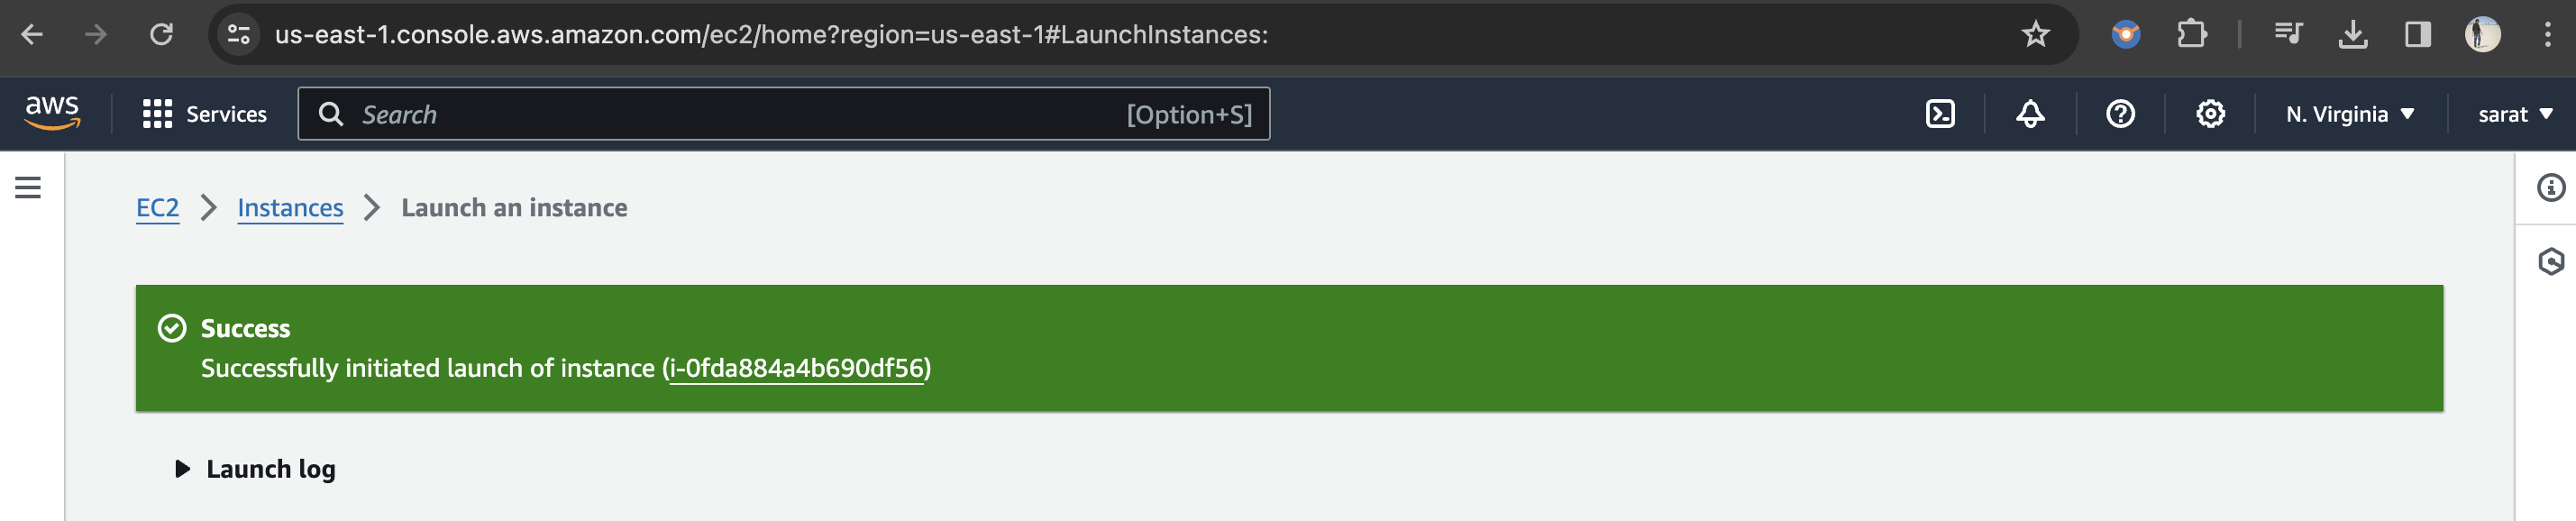 us-east-1.console.aws.amazon.com/ec2/home?region=us-east-1#LaunchInstances:
aws Services Search [Option+S] N. Virginia sarat
EC2 Instances Launch an instance
Success
Successfully initiated launch of instance (i-0fda884a4b690df56)
Launch log